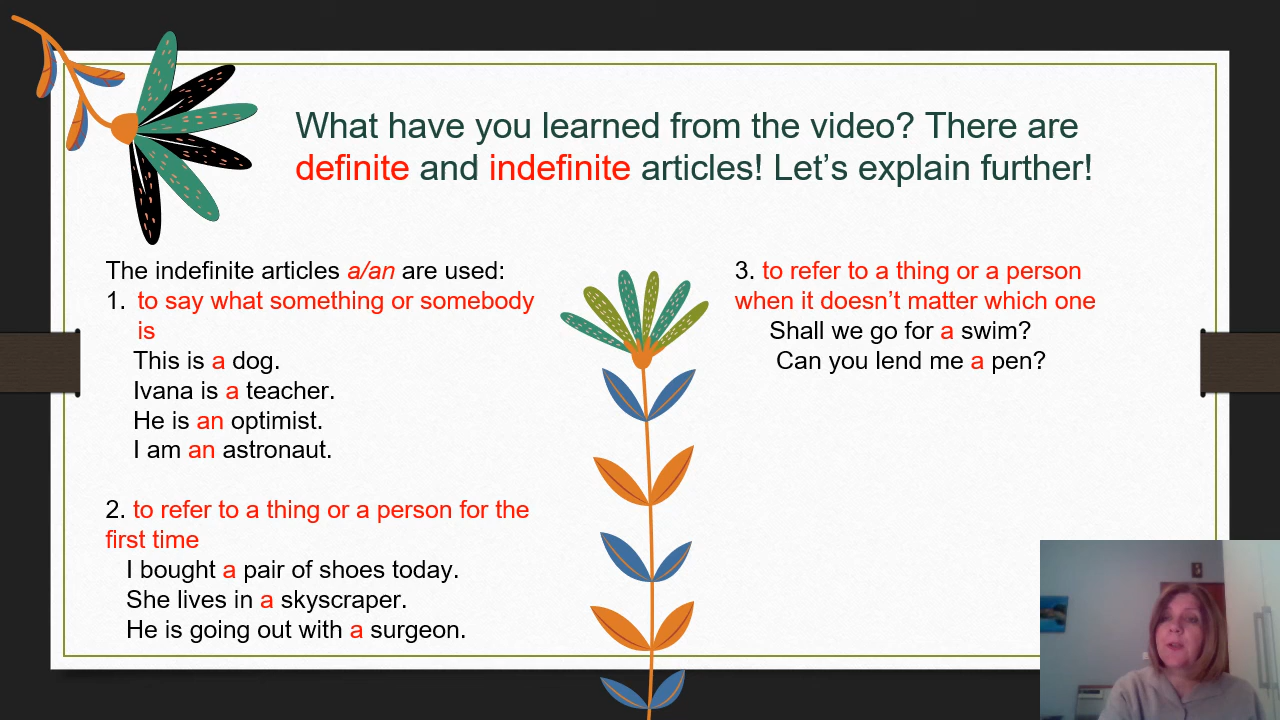 What have you learned from the video? There are
definite and indefinite articles! Let’s explain further!
The indefinite articles a/an are used:
1. to say what something or somebody
is
This is a dog.
Ivana is a teacher.
He is an optimist.
I am an astronaut.
2. to refer to a thing or a person for the
first time
I bought a pair of shoes today.
She lives in a skyscraper.
He is going out with a surgeon.
3. to refer to a thing or a person
when it doesn’t matter which one
Shall we go for a swim?
Can you lend me a pen?